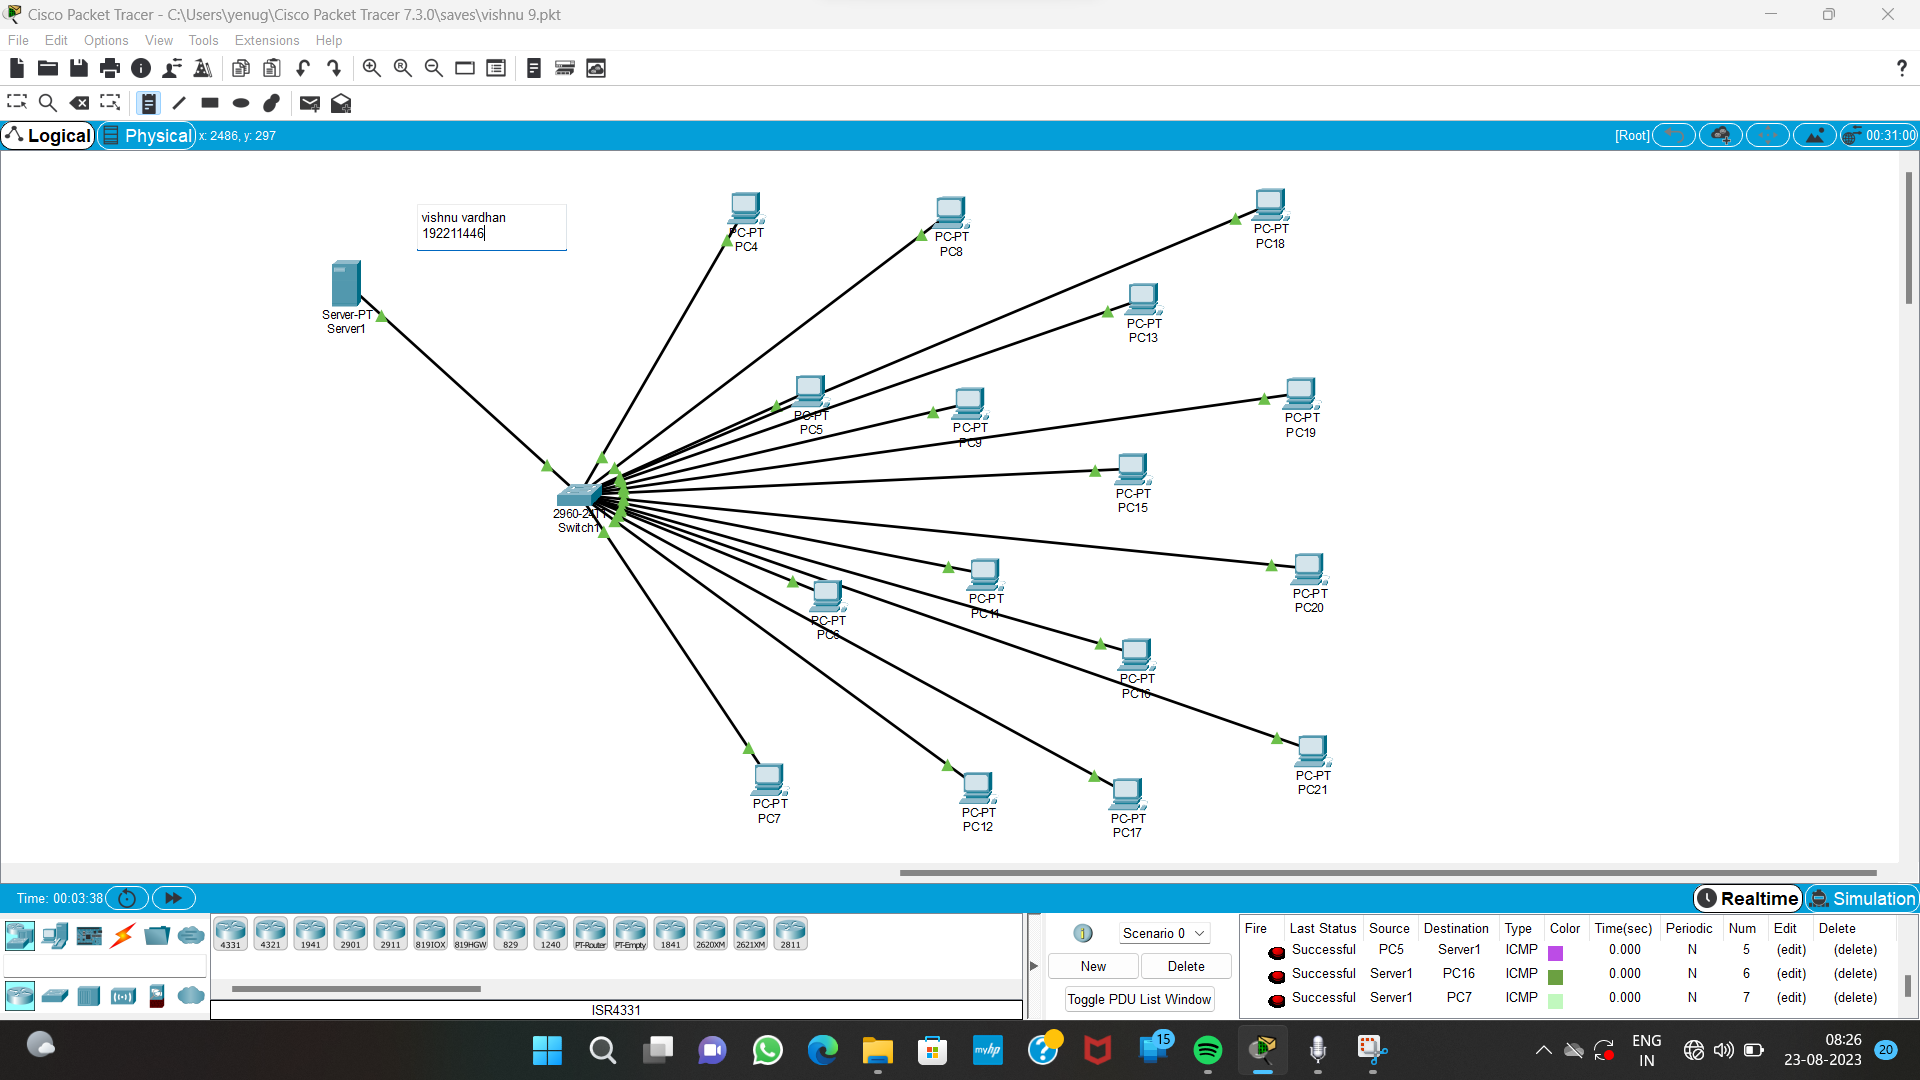 Cisco Packet Tracer - C:\Users\yenug\Cisco Packet Tracer 7.3.0\saves\vishnu 9.pkt
File Edit Options View Tools Extensions Help
?
Logical Physical x: 2486, y: 297 [Root] 00:31:00
vishnu vardhan
192211446
PC-PT
PC4
PC-PT
PC8
PC-PT
PC18
Server-PT
Server1
PC-PT
PC13
PC-PT
PC5
PC-PT
PC9
PC-PT
PC19
PC-PT
PC15
2960-24TT
Switch1
PC-PT
PC11
PC-PT
PC20
PC-PT
PC6
PC-PT
PC16
PC-PT
PC7
PC-PT
PC12
PC-PT
PC17
PC-PT
PC21
Time: 00:03:38 Realtime Simulation
4331 4321 1941 2901 2911 819IOX 819HGW 829 1240 PT-Router PT-Empty 1841 2620XM 2621XM 2811
ISR4331
Scenario 0
New Delete
Toggle PDU List Window
Fire Last Status Source Destination Type Color Time(sec) Periodic Num Edit Delete
Successful PC5 Server1 ICMP 0.000 N 5 (edit) (delete)
Successful Server1 PC16 ICMP 0.000 N 6 (edit) (delete)
Successful Server1 PC7 ICMP 0.000 N 7 (edit) (delete)
myhp
?
15
ENG
IN
08:26
23-08-2023
20